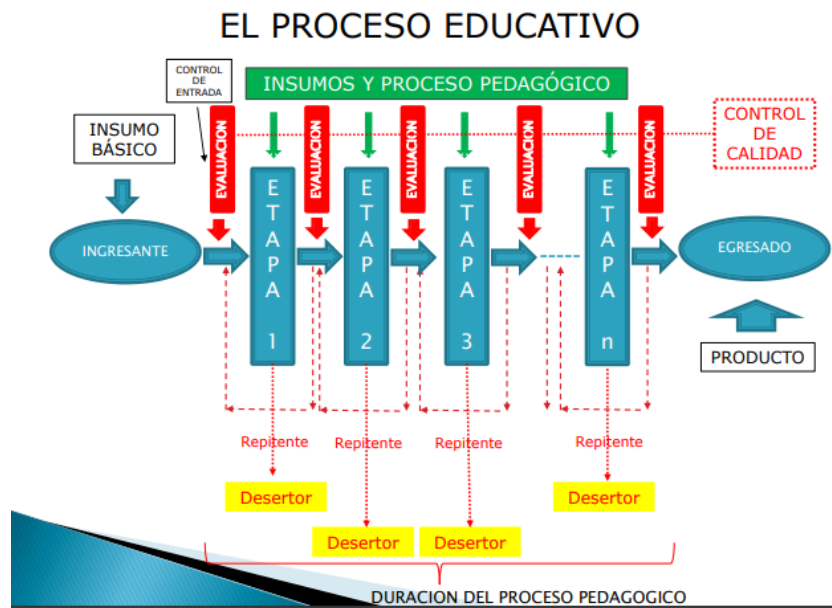 EL PROCESO EDUCATIVO
CONTROL
DE
ENTRADA
INSUMOS Y PROCESO PEDAGÓGICO
INSUMO
BÁSICO
EVALUACION
EVALUACION
EVALUACION
EVALUACION
EVALUACION
CONTROL
DE
CALIDAD
INGRESANTE
ETAPA 1
ETAPA 2
ETAPA 3
ETAPA n
EGRESADO
PRODUCTO
Repitente
Repitente
Repitente
Repitente
Desertor
Desertor
Desertor
Desertor
DURACION DEL PROCESO PEDAGOGICO